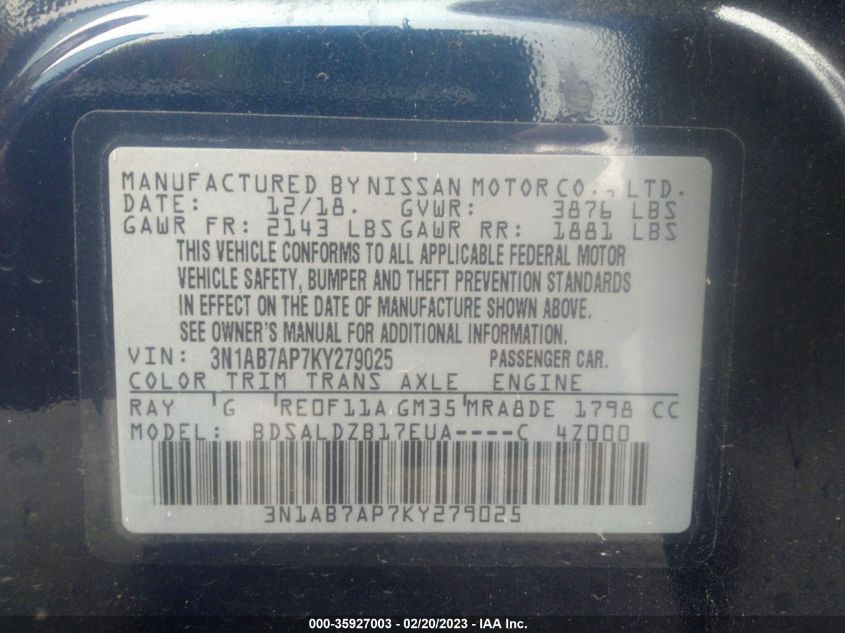 MANUFACTURED BY NISSAN MOTOR CO., LTD.
DATE: 12/18. GVWR: 3876 LBS
GAWR FR: 2143 LBS GAWR RR: 1881 LBS
THIS VEHICLE CONFORMS TO ALL APPLICABLE FEDERAL MOTOR
VEHICLE SAFETY, BUMPER AND THEFT PREVENTION STANDARDS
IN EFFECT ON THE DATE OF MANUFACTURE SHOWN ABOVE.
SEE OWNER'S MANUAL FOR ADDITIONAL INFORMATION.
VIN: 3N1AB7AP7KY279025 PASSENGER CAR.
COLOR TRIM TRANS AXLE ENGINE
RAY G RE0F11A GM35 MRA8DE 1798 CC
MODEL: BDSALDZB17EUA----C 4Z000
3N1AB7AP7KY279025
000-35927003 - 02/20/2023 - IAA Inc.